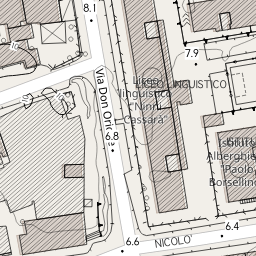 8.1
7.9
Via Don Orione
Liceo
linguistico
"Ninni
Cassarà"
LICEO LINGUISTICO
6.8
Istituto
Alberghiero
"Paolo
Borsellino"
6.4
6.6
NICOLO'